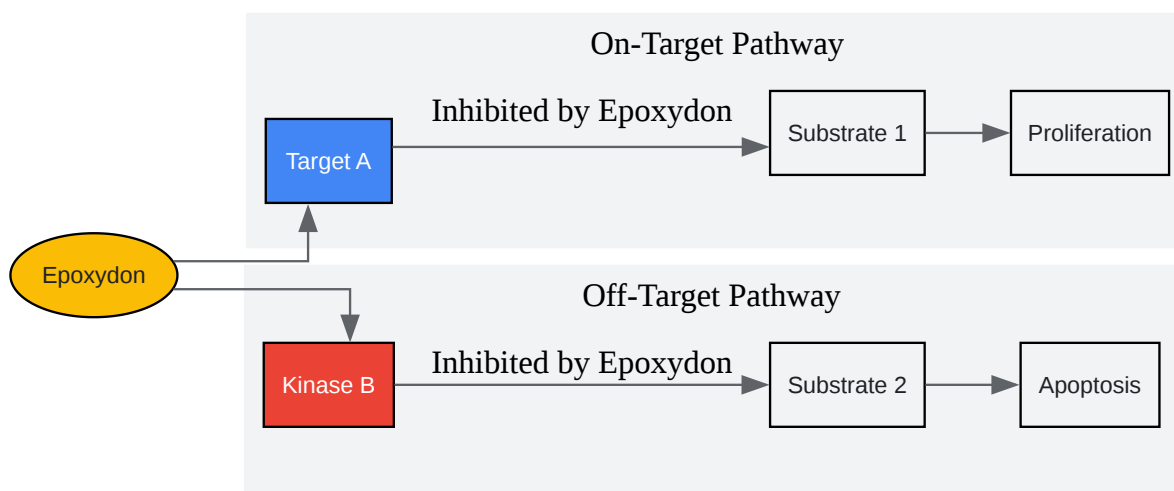 On-Target Pathway
Inhibited by Epoxydon
Target A
Substrate 1
Proliferation
Epoxydon
Off-Target Pathway
Inhibited by Epoxydon
Kinase B
Substrate 2
Apoptosis